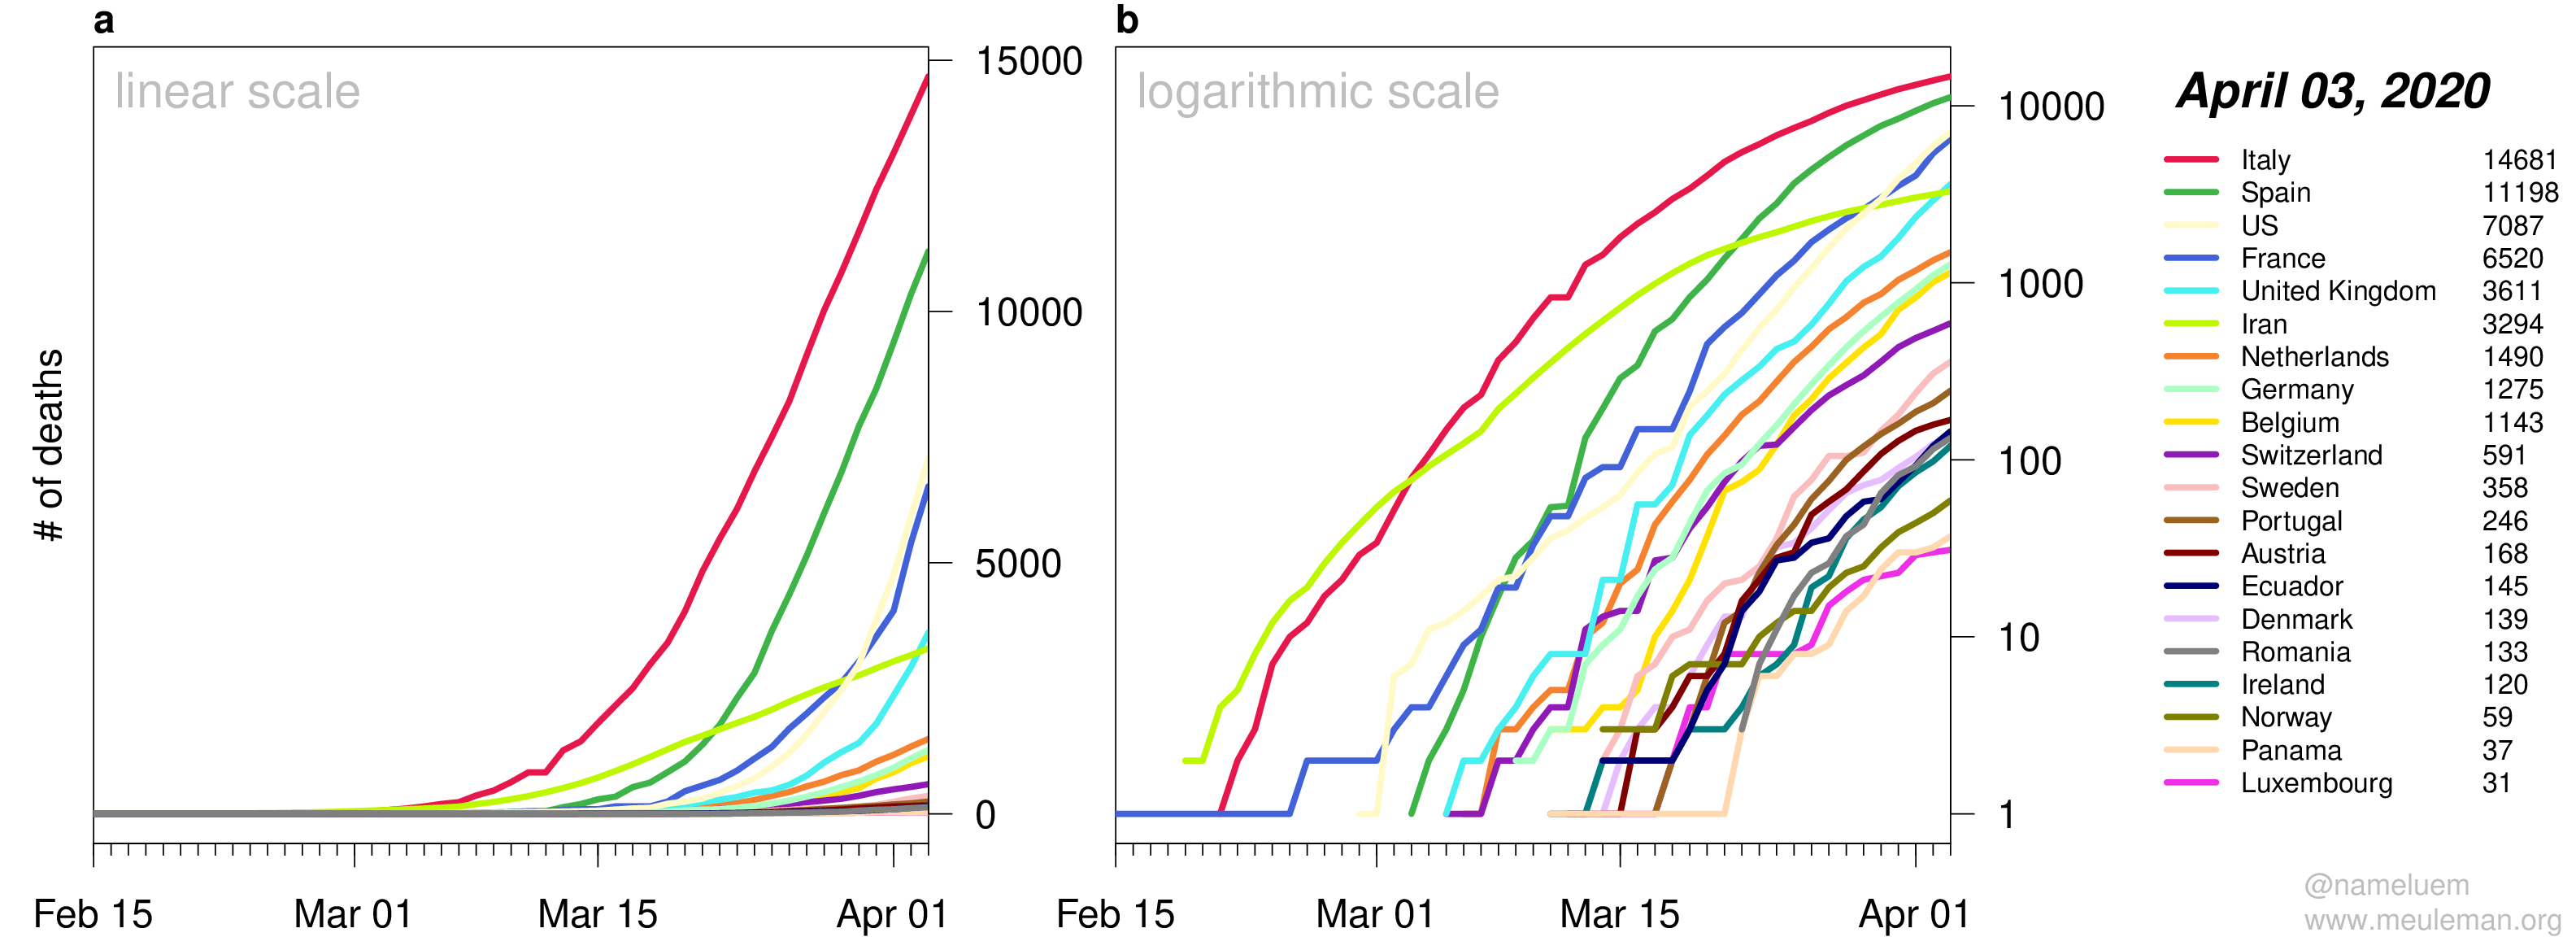 a
linear scale
15000
10000
5000
0
# of deaths
Feb 15 Mar 01 Mar 15 Apr 01
b
logarithmic scale
10000
1000
100
10
1
Feb 15 Mar 01 Mar 15 Apr 01
April 03, 2020
Italy 14681
Spain 11198
US 7087
France 6520
United Kingdom 3611
Iran 3294
Netherlands 1490
Germany 1275
Belgium 1143
Switzerland 591
Sweden 358
Portugal 246
Austria 168
Ecuador 145
Denmark 139
Romania 133
Ireland 120
Norway 59
Panama 37
Luxembourg 31
@nameluem
www.meuleman.org